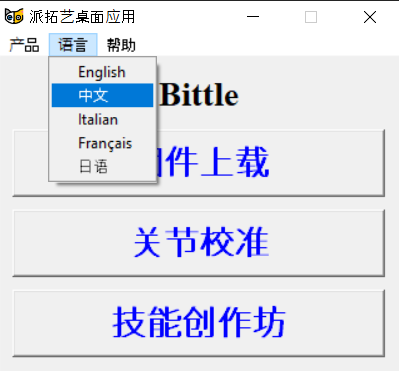 派拓艺桌面应用
产品 语言 帮助
English
中文
Italian
Français
日语
Bittle
件上载
关节校准
技能创作坊